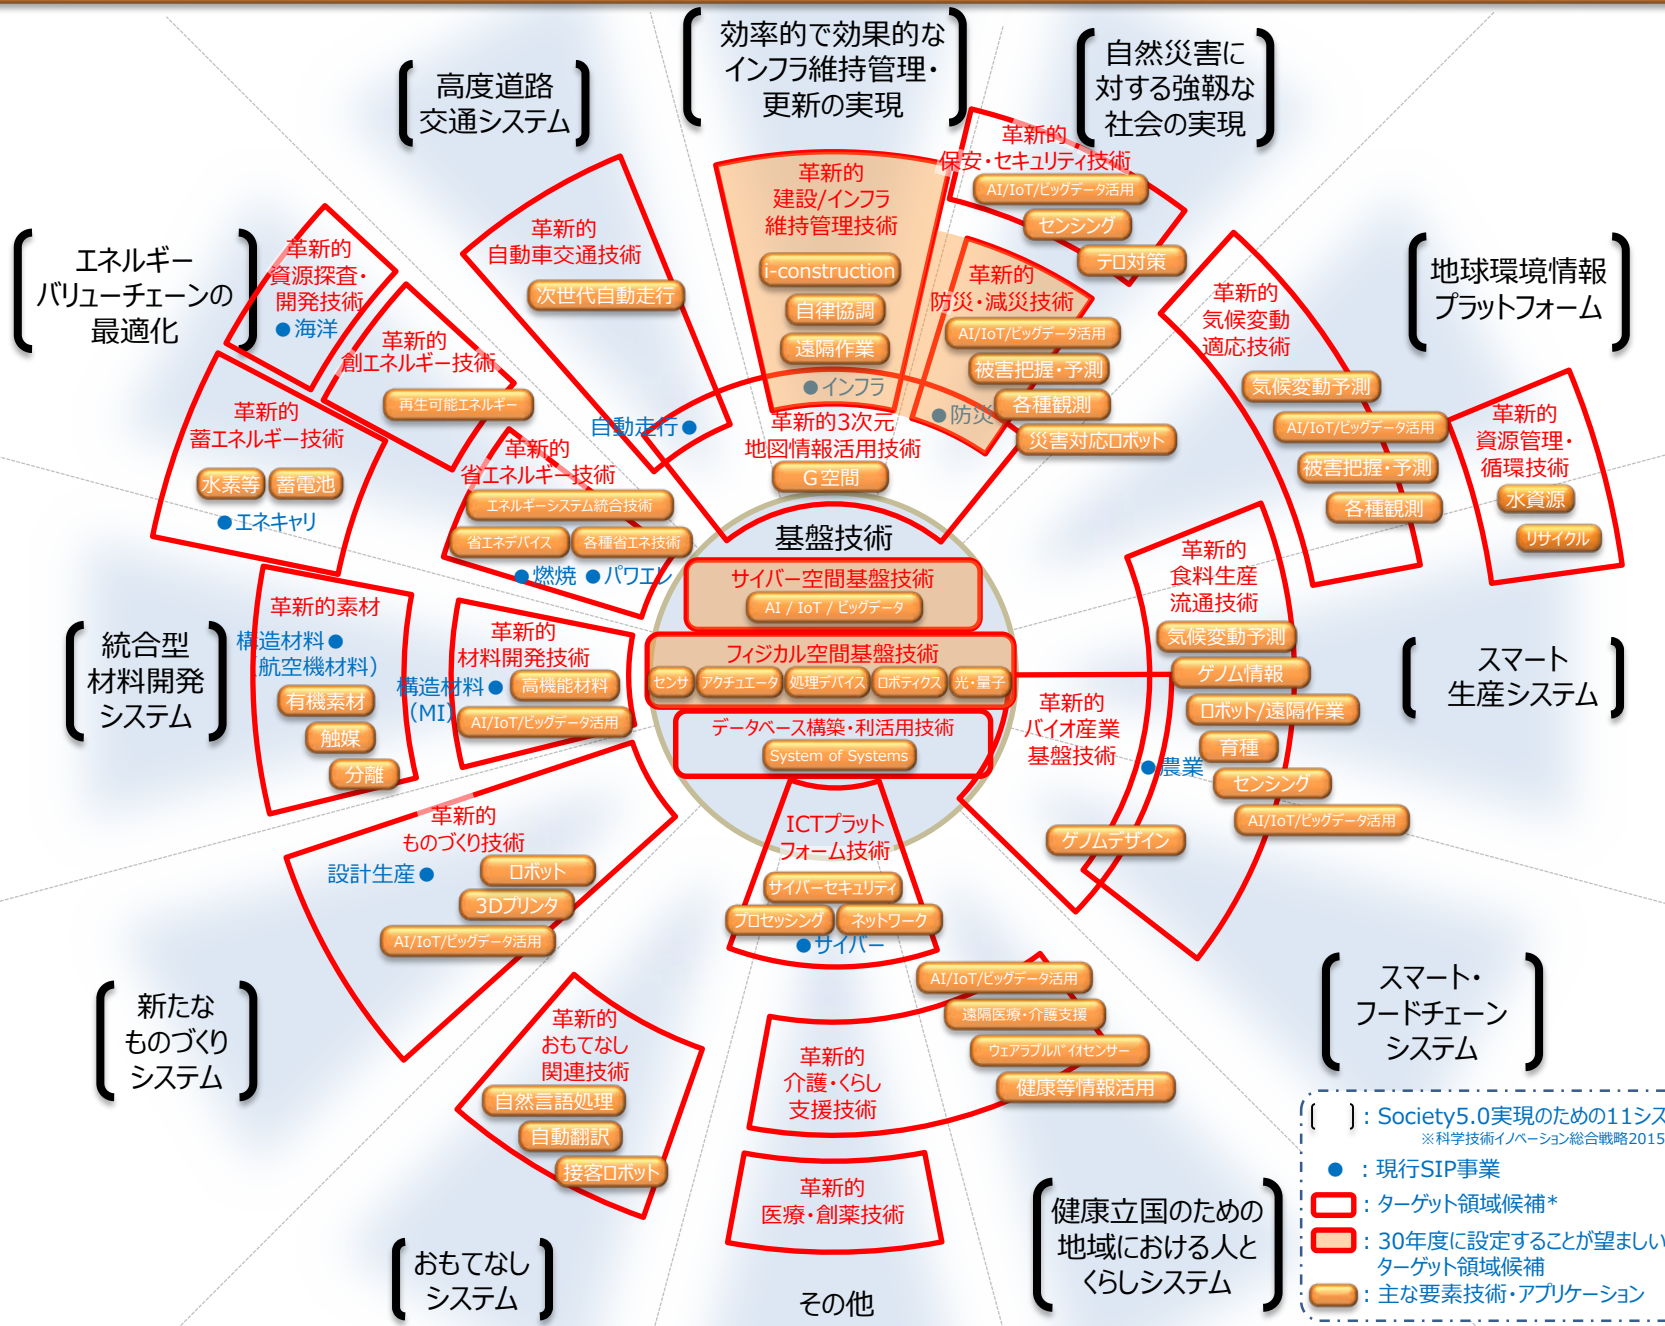 効率的で効果的な
インフラ維持管理・
更新の実現
自然災害に
対する強靱な
社会の実現
高度道路
交通システム
革新的
保安・セキュリティ技術
AI/IoT/ビッグデータ活用
センシング
テロ対策
革新的
建設/インフラ
維持管理技術
i-construction
自律協調
遠隔作業
●インフラ
革新的
自動車交通技術
次世代自動走行
自動走行●
革新的
防災・減災技術
AI/IoT/ビッグデータ活用
被害把握・予測
各種観測
●防災
災害対応ロボット
エネルギー
バリューチェーンの
最適化
革新的
資源探査・
開発技術
●海洋
革新的
創エネルギー技術
再生可能エネルギー
革新的
蓄エネルギー技術
水素等
蓄電池
●エネキャリ
革新的
省エネルギー技術
エネルギーシステム統合技術
省エネデバイス
各種省エネ技術
●燃焼 ●パワエレ
革新的3次元
地図情報活用技術
G空間
地球環境情報
プラットフォーム
革新的
気候変動
適応技術
気候変動予測
AI/IoT/ビッグデータ活用
被害把握・予測
各種観測
革新的
資源管理・
循環技術
水資源
リサイクル
基盤技術
サイバー空間基盤技術
AI / IoT / ビッグデータ
フィジカル空間基盤技術
センサ
アクチュエータ
処理デバイス
ロボティクス
光・量子
データベース構築・利活用技術
System of Systems
ICTプラット
フォーム技術
サイバーセキュリティ
プロセッシング
ネットワーク
●サイバー
統合型
材料開発
システム
革新的素材
構造材料●
（航空機材料）
有機素材
触媒
分離
革新的
材料開発技術
構造材料●
（MI）
高機能材料
AI/IoT/ビッグデータ活用
スマート
生産システム
革新的
食料生産
流通技術
気候変動予測
ゲノム情報
ロボット/遠隔作業
育種
●農業
センシング
AI/IoT/ビッグデータ活用
革新的
バイオ産業
基盤技術
ゲノムデザイン
新たな
ものづくり
システム
革新的
ものづくり技術
設計生産●
ロボット
3Dプリンタ
AI/IoT/ビッグデータ活用
スマート・
フードチェーン
システム
おもてなし
システム
革新的
おもてなし
関連技術
自然言語処理
自動翻訳
接客ロボット
革新的
介護・くらし
支援技術
AI/IoT/ビッグデータ活用
遠隔医療・介護支援
ウェアラブルバイオセンサー
健康等情報活用
革新的
医療・創薬技術
その他
健康立国のための
地域における人と
くらしシステム
[ ]：Society5.0実現のための11シス
※科学技術イノベーション総合戦略2015
●：現行SIP事業
：ターゲット領域候補*
：30年度に設定することが望ましい
ターゲット領域候補
：主な要素技術・アプリケーション